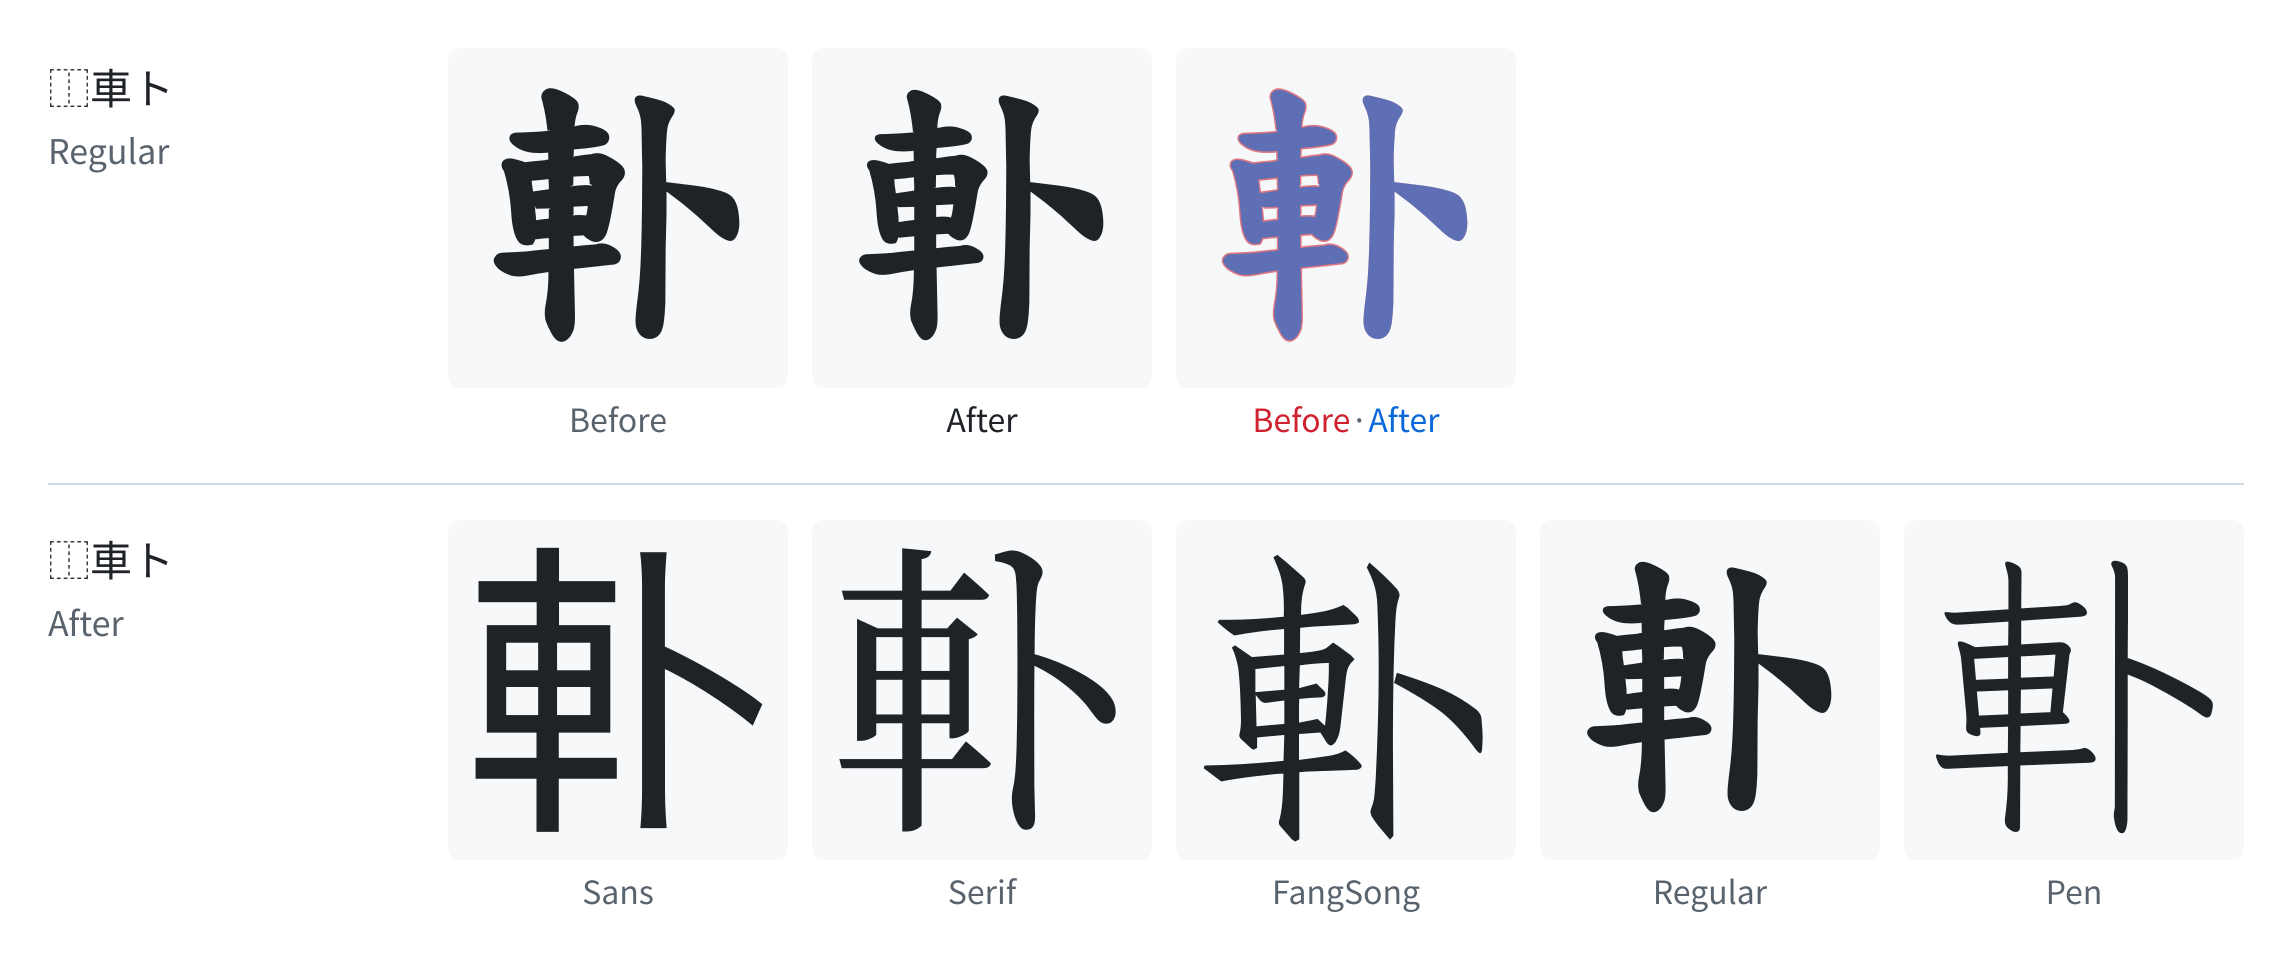 ⿰車卜
Regular
Before
After
Before · After
⿰車卜
After
Sans
Serif
FangSong
Regular
Pen